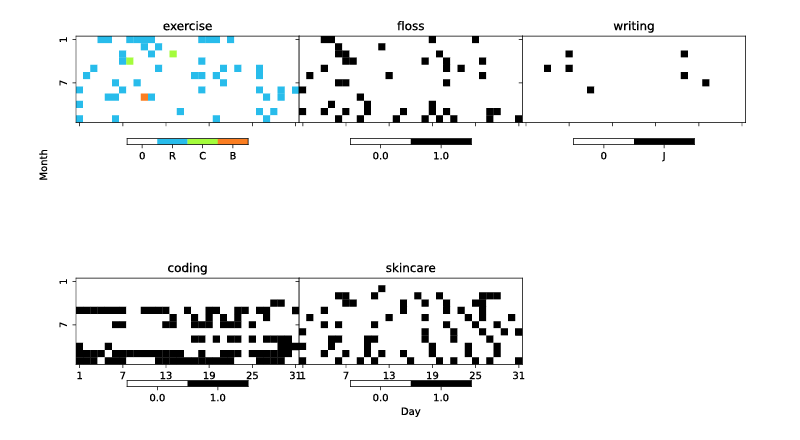 exercise floss writing
1
7
0 R C B
0.0 1.0
0 J
Month
coding skincare
1
7
1 7 13 19 25 31 1 7 13 19 25 31
0.0 1.0
0.0 1.0
Day